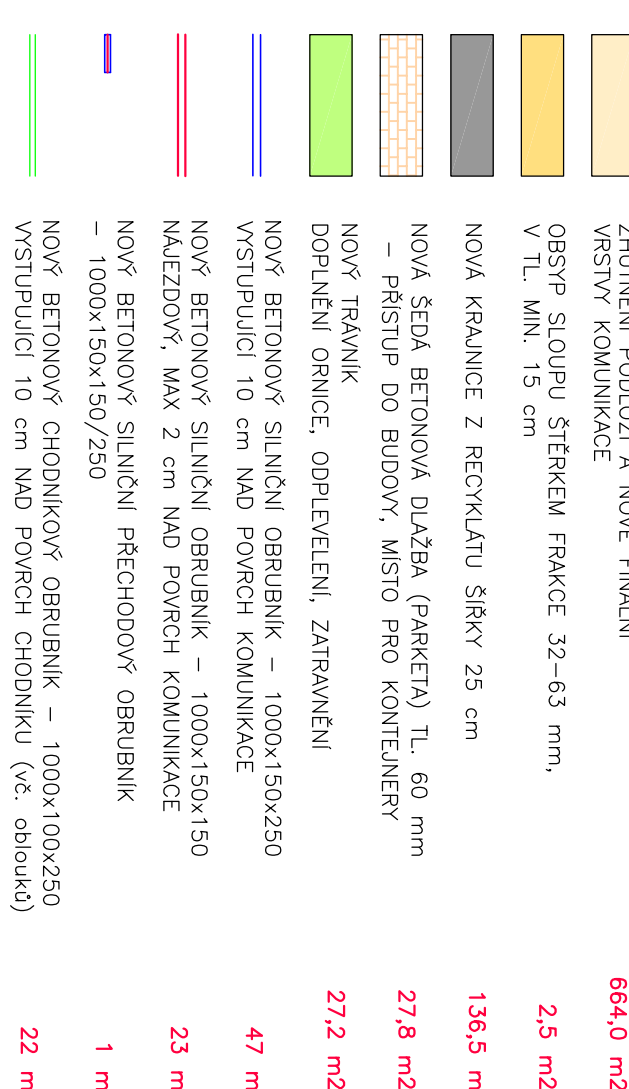 ZHUTNĚNÍ PODLOŽÍ A NOVÉ FINÁLNÍ
VRSTVY KOMUNIKACE
664,0 m2
OBSYP SLOUPU ŠTĚRKEM FRAKCE 32–63 mm,
V TL. MIN. 15 cm
2,5 m2
NOVÁ KRAJNICE Z RECYKLÁTU ŠÍŘKY 25 cm
136,5 m
NOVÁ ŠEDÁ BETONOVÁ DLAŽBA (PARKETA) TL. 60 mm
– PŘÍSTUP DO BUDOVY, MÍSTO PRO KONTEJNERY
27,8 m2
NOVÝ TRÁVNÍK
DOPLNĚNÍ ORNICE, ODPLEVELENÍ, ZATRAVNĚNÍ
27,2 m2
NOVÝ BETONOVÝ SILNIČNÍ OBRUBNÍK – 1000x150x250
VYSTUPUJÍCÍ 10 cm NAD POVRCH KOMUNIKACE
47 m
NOVÝ BETONOVÝ SILNIČNÍ OBRUBNÍK – 1000x150x150
NÁJEZDOVÝ, MAX 2 cm NAD POVRCH KOMUNIKACE
23 m
NOVÝ BETONOVÝ SILNIČNÍ PŘECHODOVÝ OBRUBNÍK
– 1000x150x150/250
1 m
NOVÝ BETONOVÝ CHODNÍKOVÝ OBRUBNÍK – 1000x100x250
VYSTUPUJÍCÍ 10 cm NAD POVRCH CHODNÍKU (vč. oblouků)
22 m